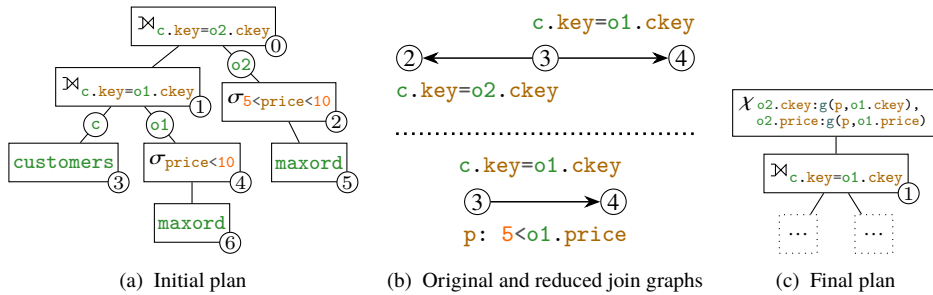 ⟕c.key=o2.ckey
0
o2
⟕c.key=o1.ckey
1
σ5<price<10
2
c
o1
customers
3
σprice<10
4
maxord
5
maxord
6
(a) Initial plan
c.key=o1.ckey
2
3
4
c.key=o2.ckey
c.key=o1.ckey
3
4
p: 5<o1.price
(b) Original and reduced join graphs
χo2.ckey:g(p,o1.ckey),
o2.price:g(p,o1.price)
⟕c.key=o1.ckey
1
...
...
(c) Final plan